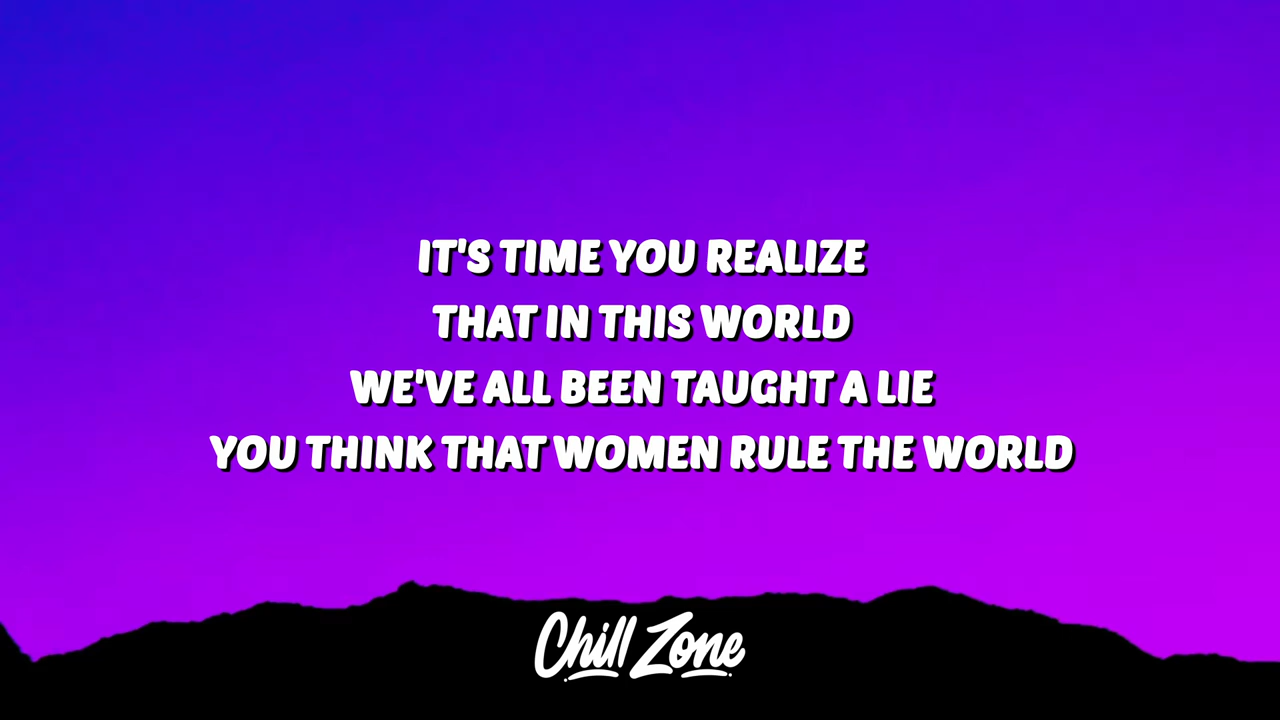 IT'S TIME YOU REALIZE
THAT IN THIS WORLD
WE'VE ALL BEEN TAUGHT A LIE
YOU THINK THAT WOMEN RULE THE WORLD
Chill Zone